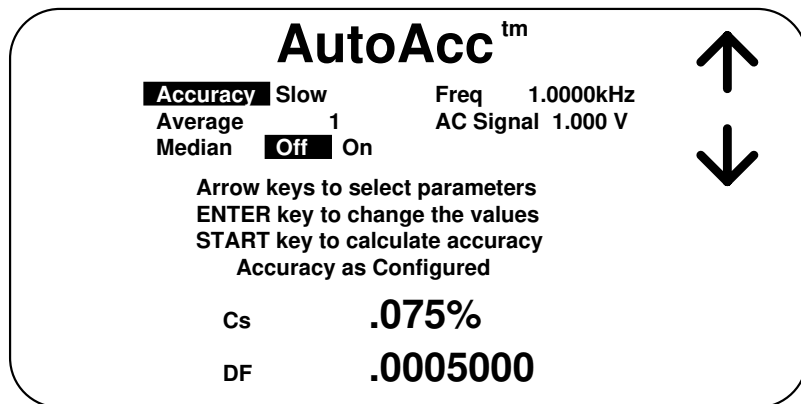 AutoAcc tm
Accuracy Slow Freq 1.0000kHz
Average 1 AC Signal 1.000 V
Median Off On
Arrow keys to select parameters
ENTER key to change the values
START key to calculate accuracy
Accuracy as Configured
Cs .075%
DF .0005000